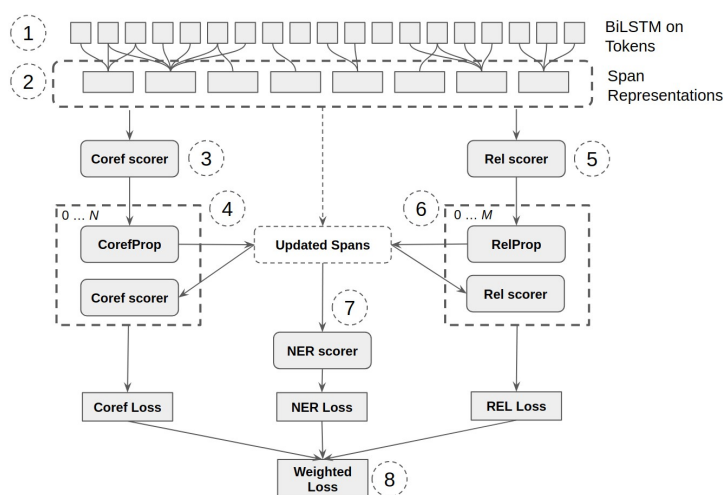 1
BiLSTM on
Tokens
2
Span
Representations
Coref scorer
3
Rel scorer
5
0 ... N
4
6
0 ... M
CorefProp
Updated Spans
RelProp
Coref scorer
Rel scorer
7
NER scorer
Coref Loss
NER Loss
REL Loss
Weighted
Loss
8